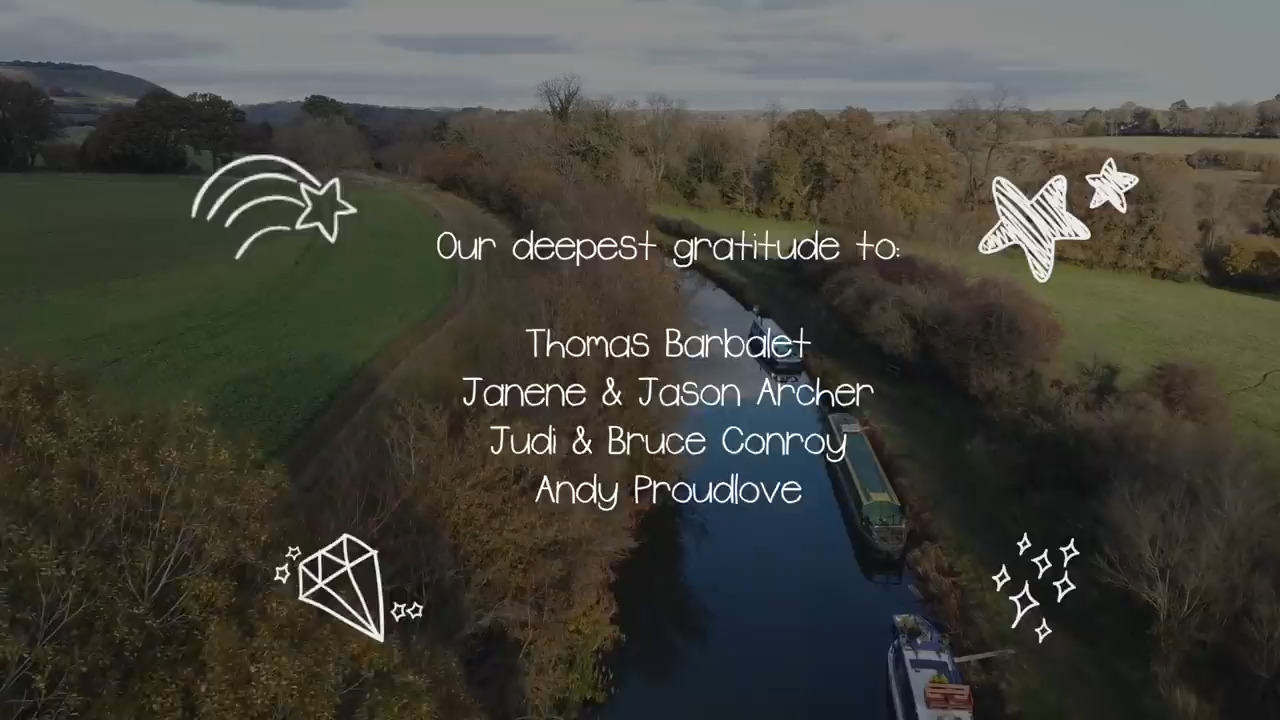 Our deepest gratitude to:
Thomas Barbalet
Janene & Jason Archer
Judi & Bruce Conroy
Andy Proudlove